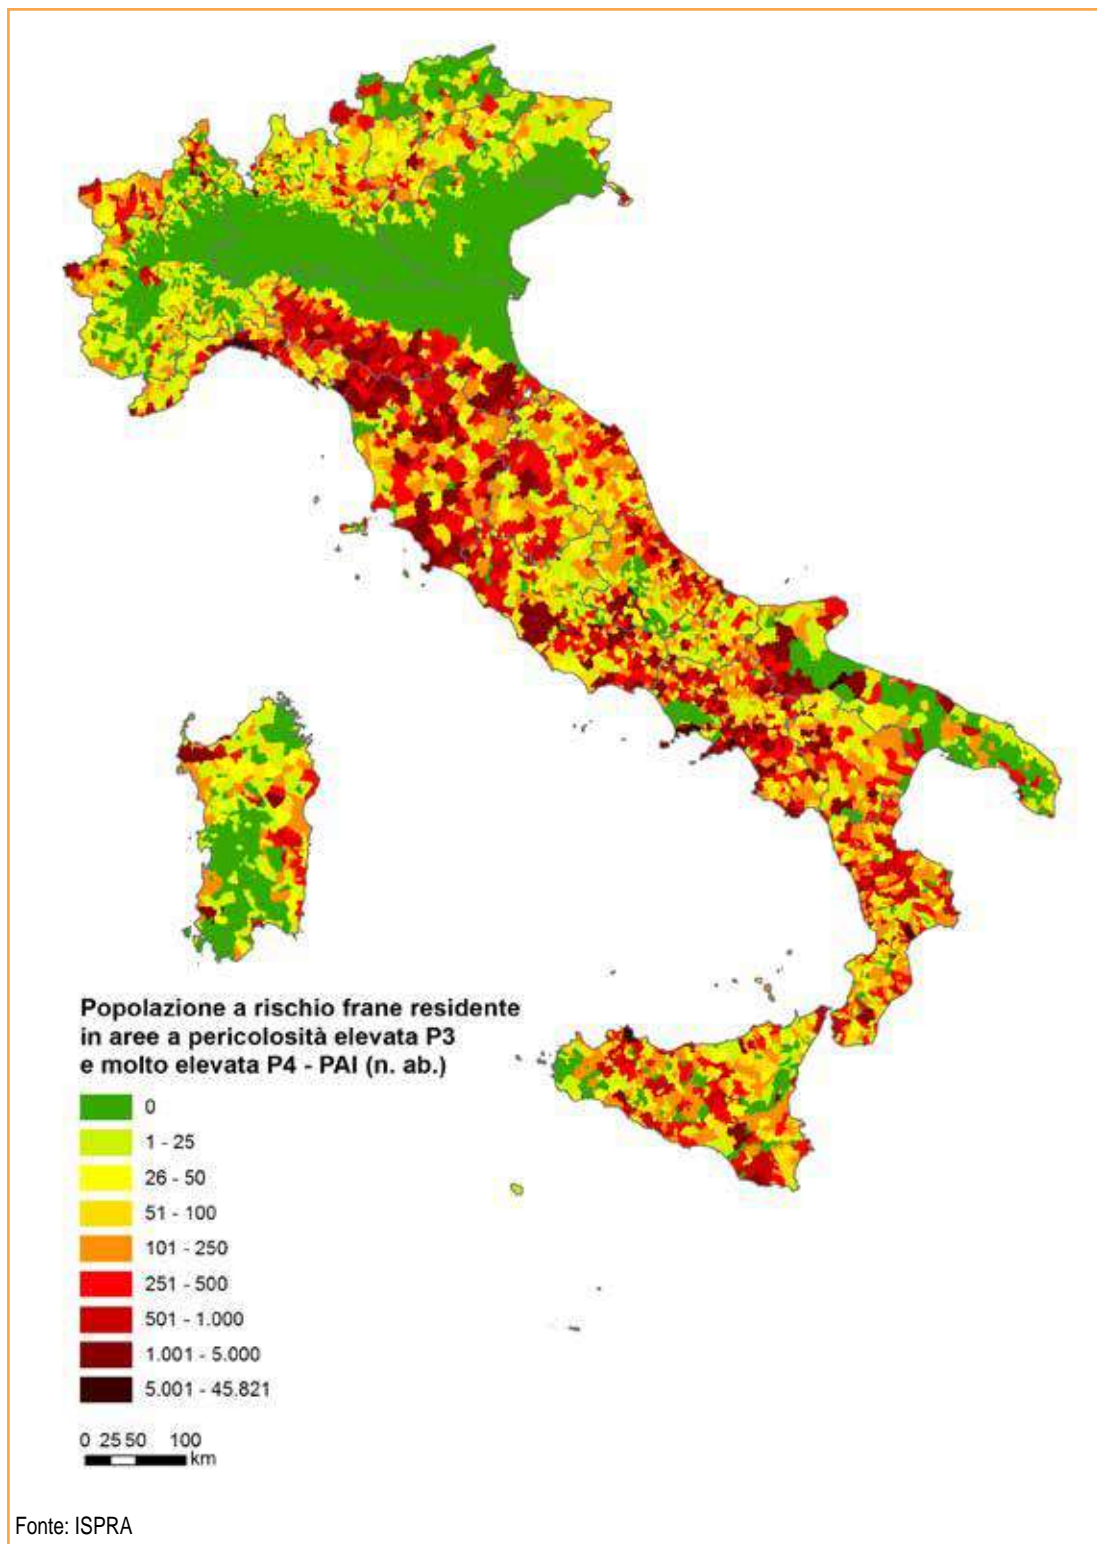 Popolazione a rischio frane residente
in aree a pericolosità elevata P3
e molto elevata P4 - PAI (n. ab.)
0
1 - 25
26 - 50
51 - 100
101 - 250
251 - 500
501 - 1.000
1.001 - 5.000
5.001 - 45.821
0 25 50 100
km
Fonte: ISPRA